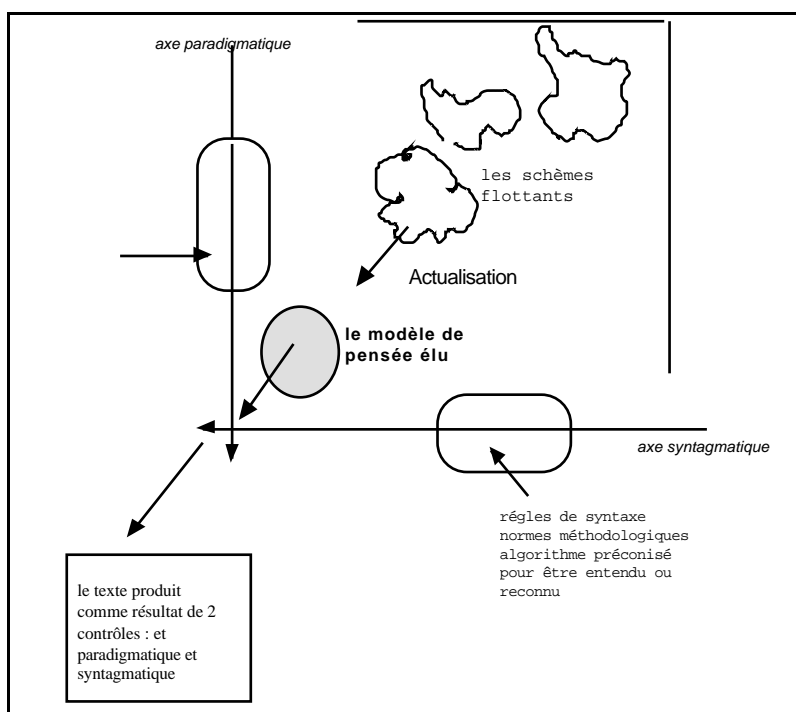 axe paradigmatique
les schèmes
flottants
Actualisation
le modèle de
pensée élu
axe syntagmatique
régles de syntaxe
normes méthodologiques
algorithme préconisé
pour être entendu ou
reconnu
le texte produit
comme résultat de 2
contrôles : et
paradigmatique et
syntagmatique